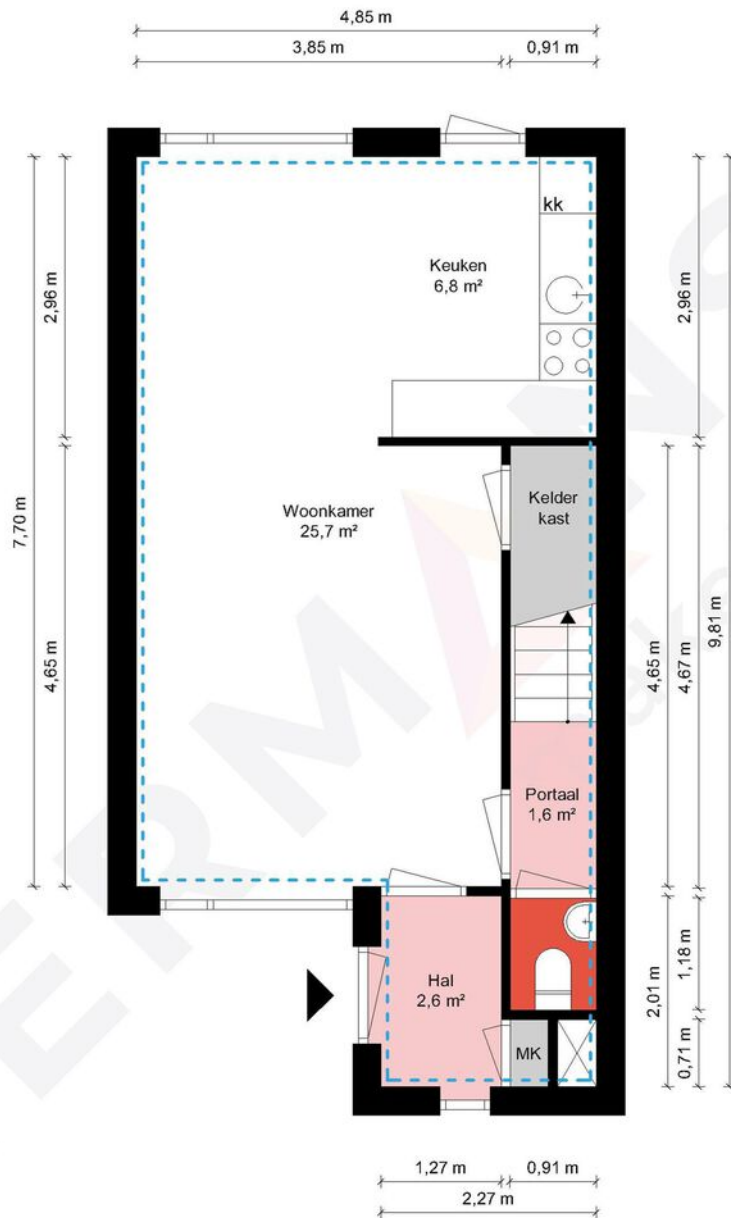 4,85 m
3,85 m
0,91 m
kk
Keuken
6,8 m²
2,96 m
2,96 m
7,70 m
Woonkamer
25,7 m²
Kelder
kast
4,65 m
4,65 m
4,67 m
9,81 m
Portaal
1,6 m²
Hal
2,6 m²
2,01 m
1,18 m
0,71 m
MK
1,27 m
0,91 m
2,27 m